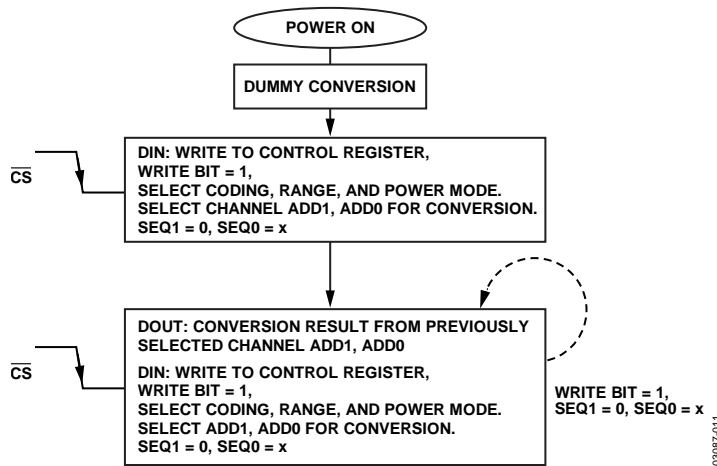 POWER ON
DUMMY CONVERSION
CS
DIN: WRITE TO CONTROL REGISTER,
WRITE BIT = 1,
SELECT CODING, RANGE, AND POWER MODE.
SELECT CHANNEL ADD1, ADD0 FOR CONVERSION.
SEQ1 = 0, SEQ0 = x
CS
DOUT: CONVERSION RESULT FROM PREVIOUSLY
SELECTED CHANNEL ADD1, ADD0
DIN: WRITE TO CONTROL REGISTER,
WRITE BIT = 1,
SELECT CODING, RANGE, AND POWER MODE.
SELECT ADD1, ADD0 FOR CONVERSION.
SEQ1 = 0, SEQ0 = x
WRITE BIT = 1,
SEQ1 = 0, SEQ0 = x